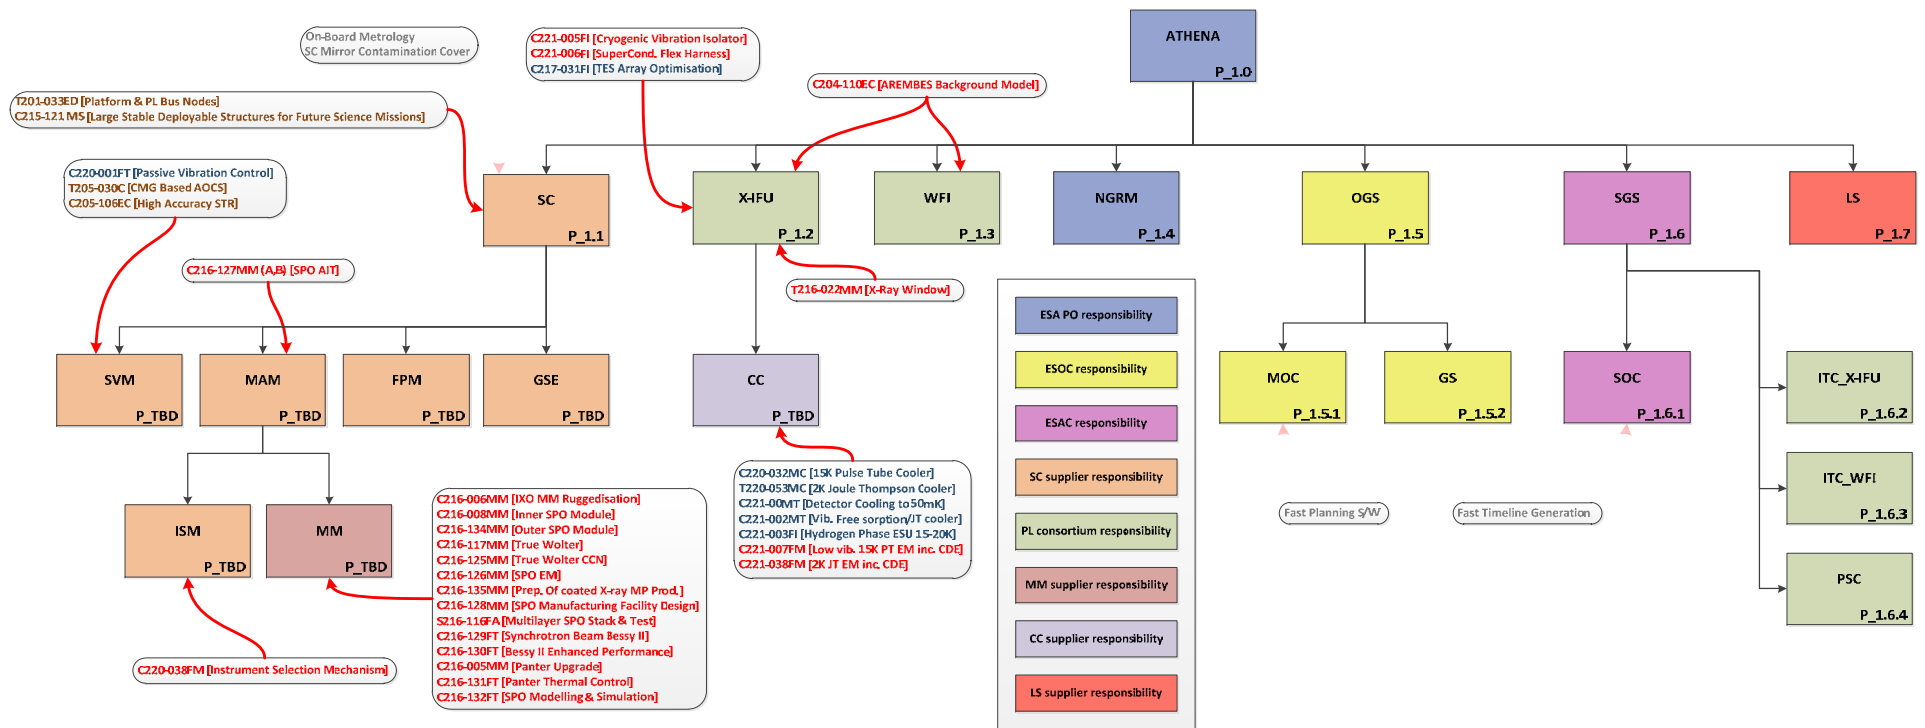 On-Board Metrology
SC Mirror Contamination Cover
C221-005FI [Cryogenic Vibration Isolator]
C221-006FI [SuperCond. Flex Harness]
C217-031FI [TES Array Optimisation]
ATHENA
P_1.0
C204-110EC [AREMBES Background Model]
T201-033ED [Platform & PL Bus Nodes]
C215-121MS [Large Stable Deployable Structures for Future Science Missions]
C220-001FT [Passive Vibration Control]
T205-030C [CMG Based AOCS]
C205-106EC [High Accuracy STR]
SC
P_1.1
X-IFU
P_1.2
WFI
P_1.3
NGRM
P_1.4
OGS
P_1.5
SGS
P_1.6
LS
P_1.7
C216-127MM (A,B) [SPO AIT]
T216-022MM [X-Ray Window]
SVM
P_TBD
MAM
P_TBD
FPM
P_TBD
GSE
P_TBD
CC
P_TBD
MOC
P_1.5.1
GS
P_1.5.2
SOC
P_1.6.1
ITC_X-IFU
P_1.6.2
ITC_WFI
P_1.6.3
PSC
P_1.6.4
ISM
P_TBD
MM
P_TBD
C216-006MM [IXO MM Ruggedisation]
C216-008MM [Inner SPO Module]
C216-134MM [Outer SPO Module]
C216-117MM [True Wolter]
C216-125MM [True Wolter CCN]
C216-126MM [SPO EM]
C216-135MM [Prep. Of coated X-ray MP Prod.]
C216-128MM [SPO Manufacturing Facility Design]
S216-116FA [Multilayer SPO Stack & Test]
C216-129FT [Synchrotron Beam Bessy II]
C216-130FT [Bessy II Enhanced Performance]
C216-005MM [Panter Upgrade]
C216-131FT [Panter Thermal Control]
C216-132FT [SPO Modelling & Simulation]
C220-032MC [15K Pulse Tube Cooler]
T220-053MC [2K Joule Thompson Cooler]
C221-00MT [Detector Cooling to 50mK]
C221-002MT [Vib. Free sorption/JT cooler]
C221-003FI [Hydrogen Phase ESU 15-20K]
C221-007FM [Low vib. 15K PT EM inc. CDE]
C221-038FM [2K JT EM inc. CDE]
C220-038FM [Instrument Selection Mechanism]
Fast Planning S/W
Fast Timeline Generation
ESA PO responsibility
ESOC responsibility
ESAC responsibility
SC supplier responsibility
PL consortium responsibility
MM supplier responsibility
CC supplier responsibility
LS supplier responsibility